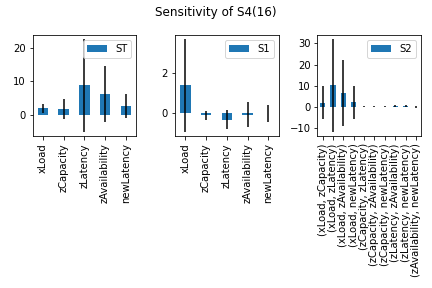 Sensitivity of S4(16)
ST
20
10
0
xLoad
zCapacity
zLatency
zAvailability
newLatency
S1
2
0
xLoad
zCapacity
zLatency
zAvailability
newLatency
S2
30
20
10
0
−10
(xLoad, zCapacity)
(xLoad, zLatency)
(xLoad, zAvailability)
(xLoad, newLatency)
(zCapacity, zLatency)
(zCapacity, zAvailability)
(zCapacity, newLatency)
(zLatency, zAvailability)
(zLatency, newLatency)
(zAvailability, newLatency)